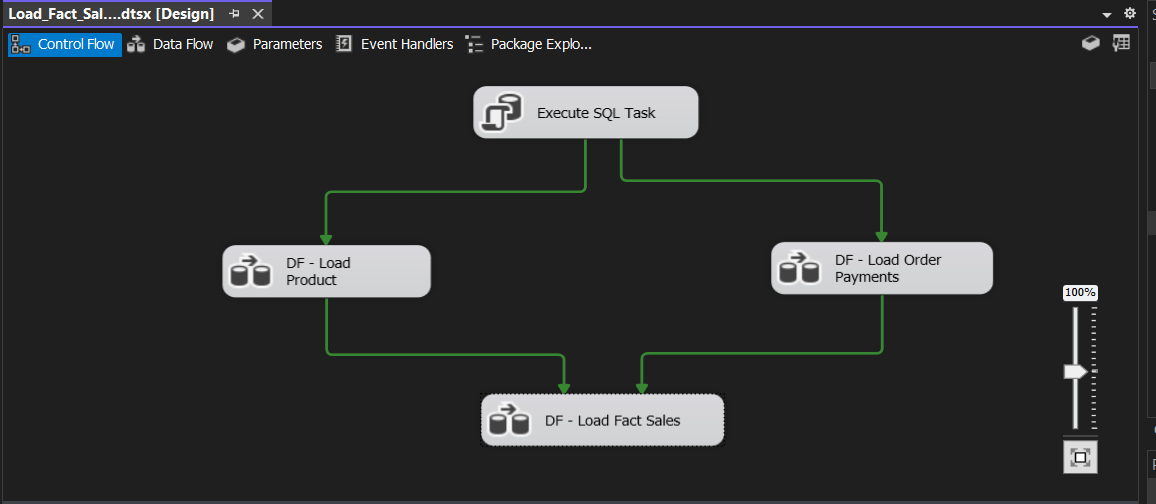 Load_Fact_Sal....dtsx [Design]
Control Flow
Data Flow
Parameters
Event Handlers
Package Explo...
Execute SQL Task
DF - Load
Product
DF - Load Order
Payments
100%
DF - Load Fact Sales